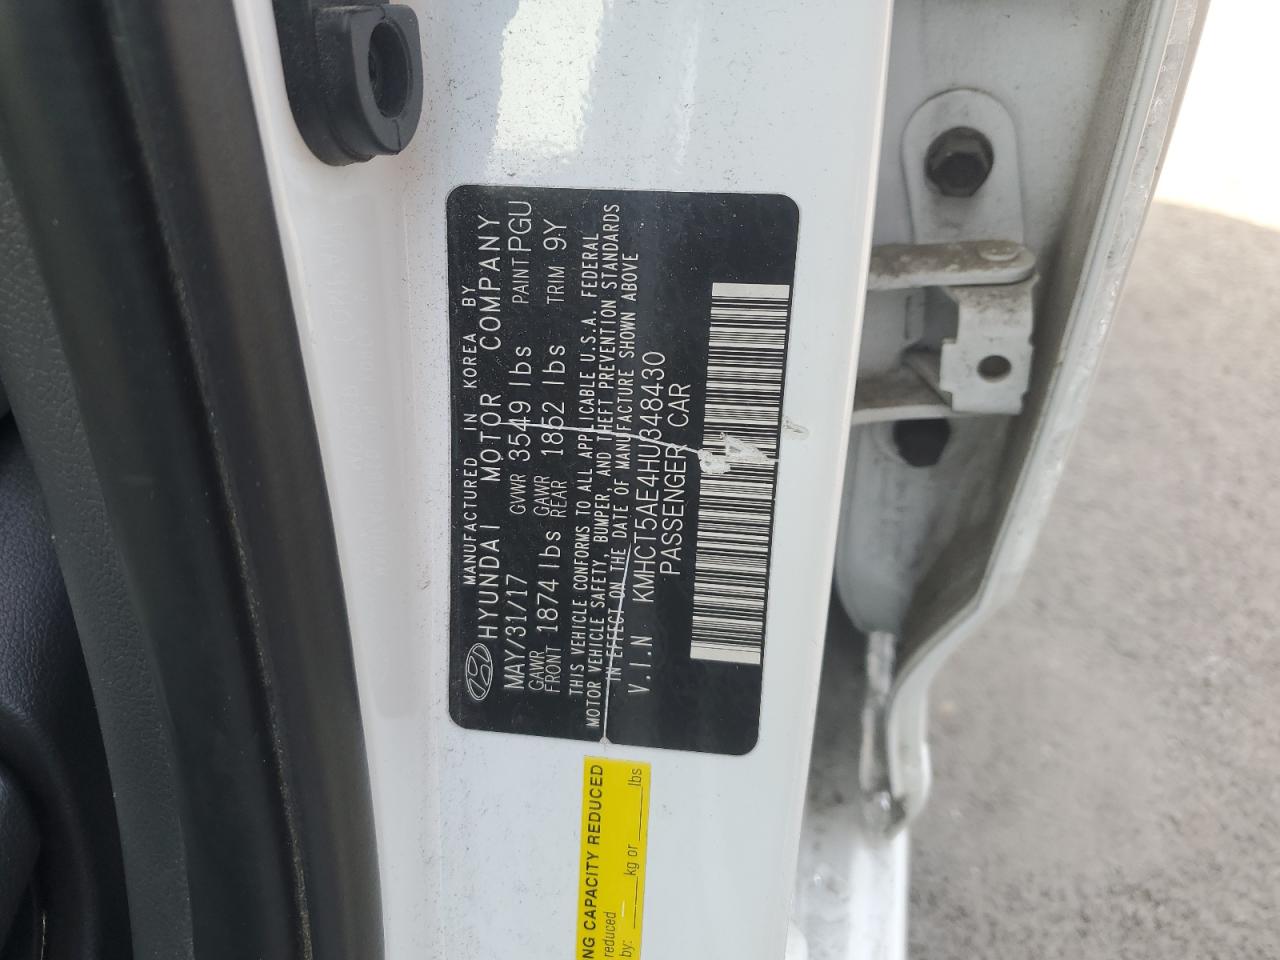 MANUFACTURED IN KOREA BY
HYUNDAI MOTOR COMPANY
MAY/31/17 GVWR 3549 lbs PAINT PGU
GAWR FRONT 1874 lbs GAWR REAR 1852 lbs TRIM 9Y
THIS VEHICLE CONFORMS TO ALL APPLICABLE U.S.A. FEDERAL
MOTOR VEHICLE SAFETY, BUMPER, AND THEFT PREVENTION STANDARDS
IN EFFECT ON THE DATE OF MANUFACTURE SHOWN ABOVE
V.I.N KMHCT5AE4HU348430
PASSENGER CAR
NG CAPACITY REDUCED
reduced
by: kg or lbs